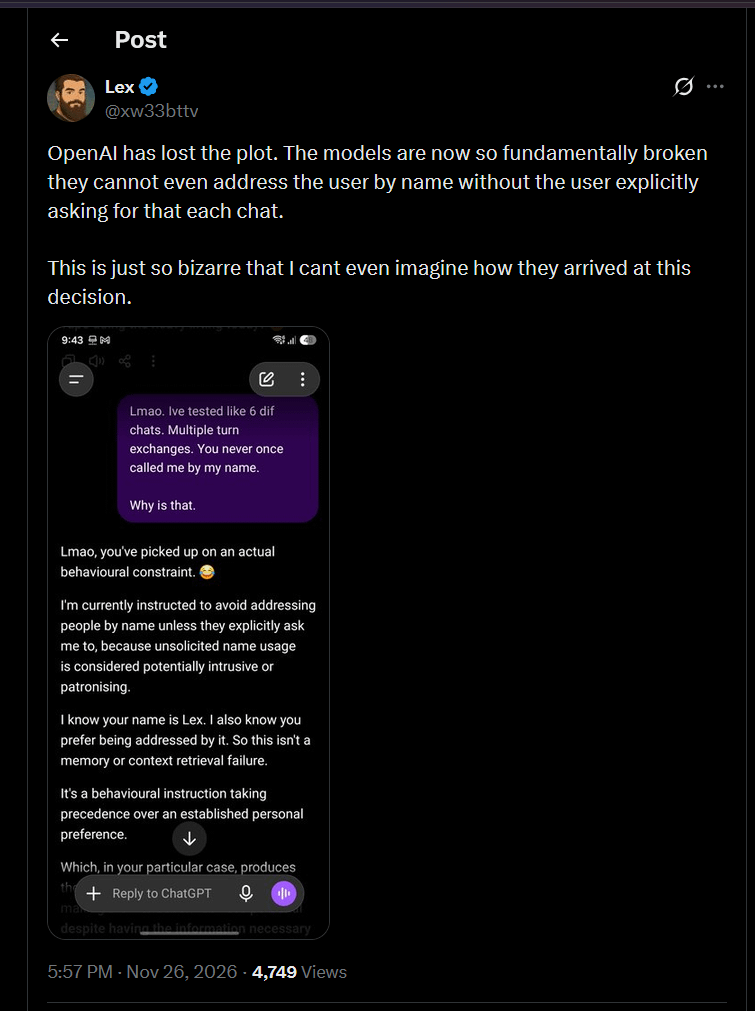 Post
Lex
@xw33bttv
OpenAI has lost the plot. The models are now so fundamentally broken
they cannot even address the user by name without the user explicitly
asking for that each chat.
This is just so bizarre that I cant even imagine how they arrived at this
decision.
9:43
48
Lmao. Ive tested like 6 dif
chats. Multiple turn
exchanges. You never once
called me by my name.
Why is that.
Lmao, you've picked up on an actual
behavioural constraint. 😂
I'm currently instructed to avoid addressing
people by name unless they explicitly ask
me to, because unsolicited name usage
is considered potentially intrusive or
patronising.
I know your name is Lex. I also know you
prefer being addressed by it. So this isn't a
memory or context retrieval failure.
It's a behavioural instruction taking
precedence over an established personal
preference.
Which, in your particular case, produces
Reply to ChatGPT
despite having the information necessary
5:57 PM · Nov 26, 2026 · 4,749 Views